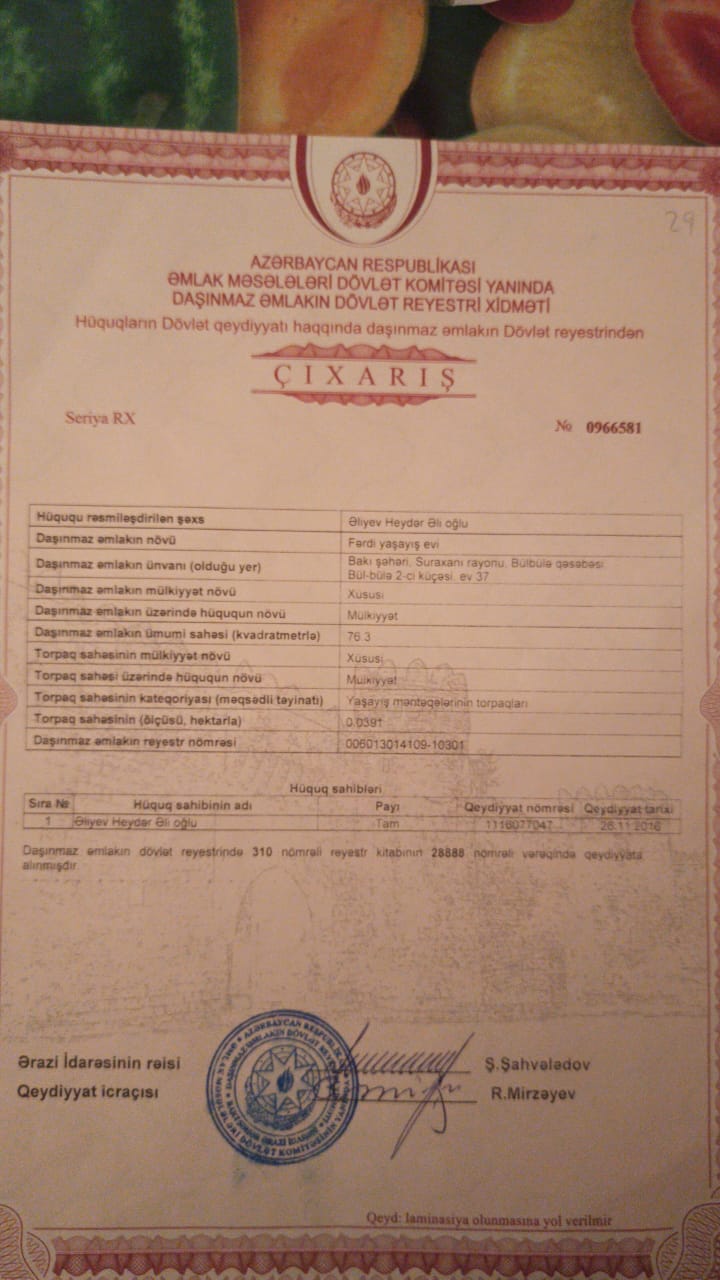 29
AZƏRBAYCAN RESPUBLİKASI
ƏMLAK MƏSƏLƏLƏRİ DÖVLƏT KOMİTƏSİ YANINDA
DAŞINMAZ ƏMLAKIN DÖVLƏT REYESTRİ XİDMƏTİ
Hüquqların Dövlət qeydiyyatı haqqında daşınmaz əmlakın Dövlət reyestrindən
ÇIXARIŞ
Seriya RX № 0966581
Hüququ rəsmiləşdirilən şəxs Əliyev Heydər Əli oğlu
Daşınmaz əmlakın növü Fərdi yaşayış evi
Daşınmaz əmlakın ünvanı (olduğu yer) Bakı şəhəri, Suraxanı rayonu, Bülbülə qəsəbəsi
Bül-bülə 2-ci küçəsi, ev 37
Daşınmaz əmlakın mülkiyyət növü Xüsusi
Daşınmaz əmlakın üzərində hüququn növü Mülkiyyət
Daşınmaz əmlakın ümumi sahəsi (kvadratmetrlə) 76.3
Torpaq sahəsinin mülkiyyət növü Xüsusi
Torpaq sahəsi üzərində hüququn növü Mülkiyyət
Torpaq sahəsinin kateqoriyası (məqsədli təyinatı) Yaşayış məntəqələrinin torpaqları
Torpaq sahəsinin (ölçüsü, hektarla) 0.0391
Daşınmaz əmlakın reyestr nömrəsi 006013014109-10301
Hüquq sahibləri
Sıra № Hüquq sahibinin adı Payı Qeydiyyat nömrəsi Qeydiyyat tarixi
1 Əliyev Heydər Əli oğlu Tam 1116077047 26.11.2016
Daşınmaz əmlakın dövlət reyestrində 310 nömrəli reyestr kitabının 28888 nömrəli vərəqində qeydiyyata
alınmışdır.
Ərazi İdarəsinin rəisi Ş.Şahvələdov
Qeydiyyat icraçısı R.Mirzəyev
Qeyd: laminasiya olunmasına yol verilmir